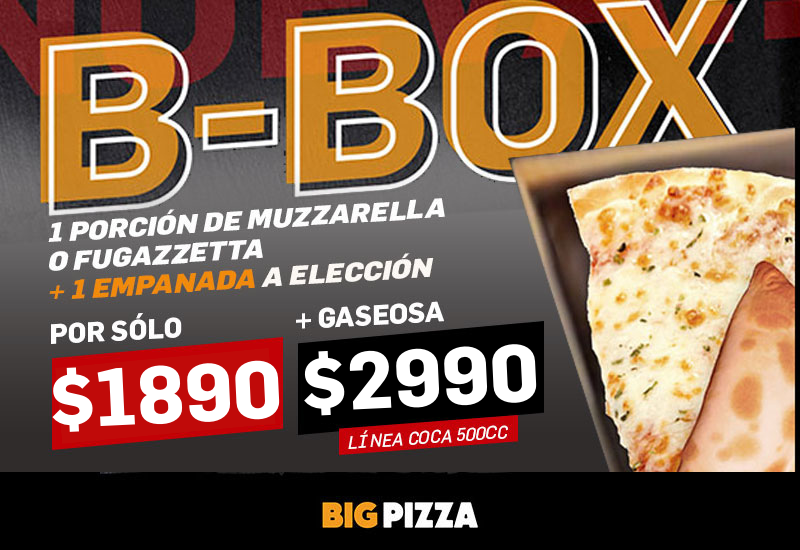 NUEVA
B-BOX
1 PORCIÓN DE MUZZARELLA
O FUGAZZETTA
+ 1 EMPANADA A ELECCIÓN
POR SÓLO
$1890
+ GASEOSA
$2990
LÍNEA COCA 500CC
BIG PIZZA